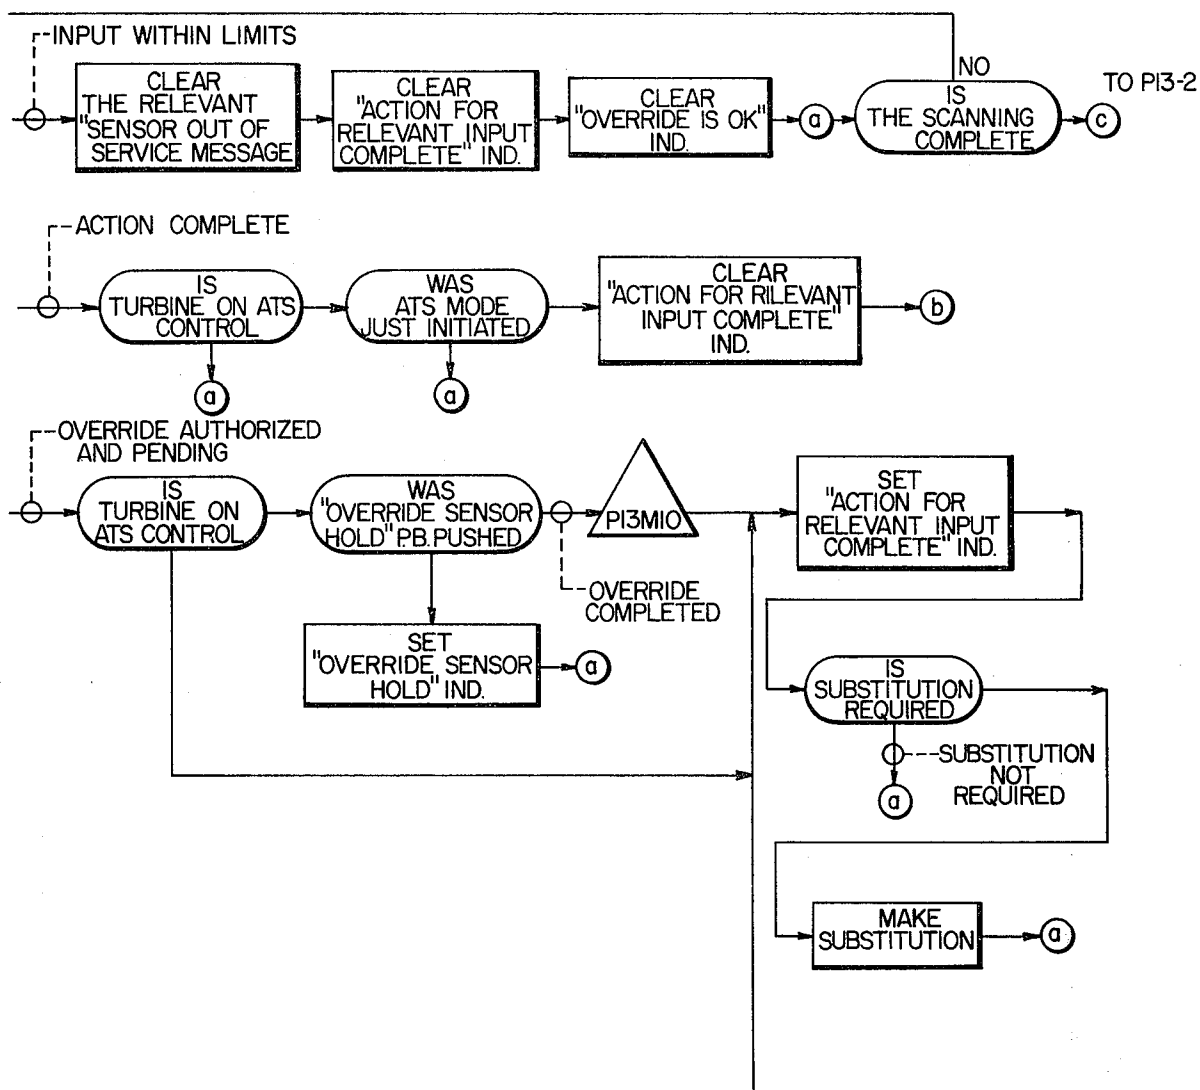 INPUT WITHIN LIMITS
CLEAR
THE RELEVANT
"SENSOR OUT OF
SERVICE MESSAGE
CLEAR
"ACTION FOR
RELEVANT INPUT
COMPLETE" IND.
CLEAR
"OVERRIDE IS OK"
IND.
a
NO
IS
THE SCANNING
COMPLETE
c
TO P13-2
ACTION COMPLETE
IS
TURBINE ON ATS
CONTROL
a
WAS
ATS MODE
JUST INITIATED
a
CLEAR
"ACTION FOR RILEVANT
INPUT COMPLETE"
IND.
b
OVERRIDE AUTHORIZED
AND PENDING
IS
TURBINE ON
ATS CONTROL
WAS
"OVERRIDE SENSOR
HOLD" P.B. PUSHED
OVERRIDE
COMPLETED
P13M10
SET
"OVERRIDE SENSOR
HOLD" IND.
a
SET
"ACTION FOR
RELEVANT INPUT
COMPLETE" IND.
IS
SUBSTITUTION
REQUIRED
SUBSTITUTION
NOT
REQUIRED
a
MAKE
SUBSTITUTION
a